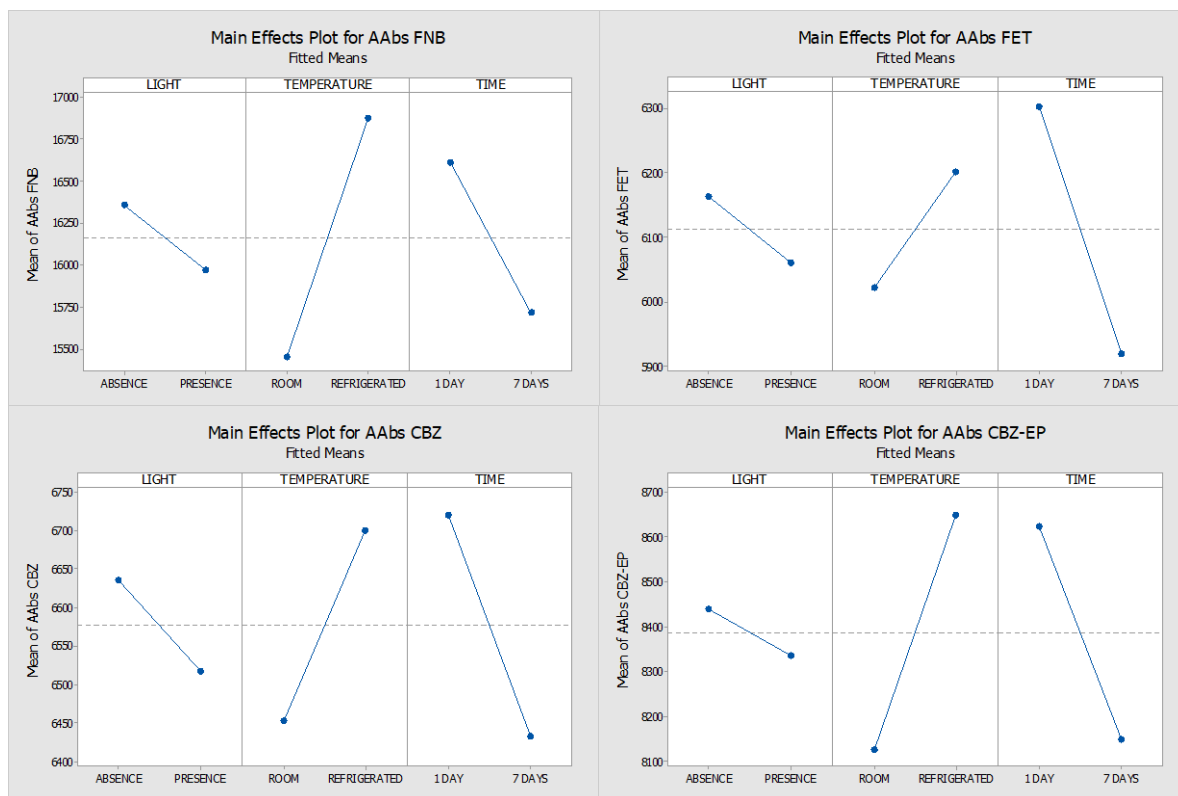 Main Effects Plot for AAbs FNB
Fitted Means
LIGHT TEMPERATURE TIME
Mean of AAbs FNB
17000
16750
16500
16250
16000
15750
15500
ABSENCE PRESENCE ROOM REFRIGERATED 1 DAY 7 DAYS
Main Effects Plot for AAbs FET
Fitted Means
LIGHT TEMPERATURE TIME
Mean of AAbs FET
6300
6200
6100
6000
5900
ABSENCE PRESENCE ROOM REFRIGERATED 1 DAY 7 DAYS
Main Effects Plot for AAbs CBZ
Fitted Means
LIGHT TEMPERATURE TIME
Mean of AAbs CBZ
6750
6700
6650
6600
6550
6500
6450
6400
ABSENCE PRESENCE ROOM REFRIGERATED 1 DAY 7 DAYS
Main Effects Plot for AAbs CBZ-EP
Fitted Means
LIGHT TEMPERATURE TIME
Mean of AAbs CBZ-EP
8700
8600
8500
8400
8300
8200
8100
ABSENCE PRESENCE ROOM REFRIGERATED 1 DAY 7 DAYS